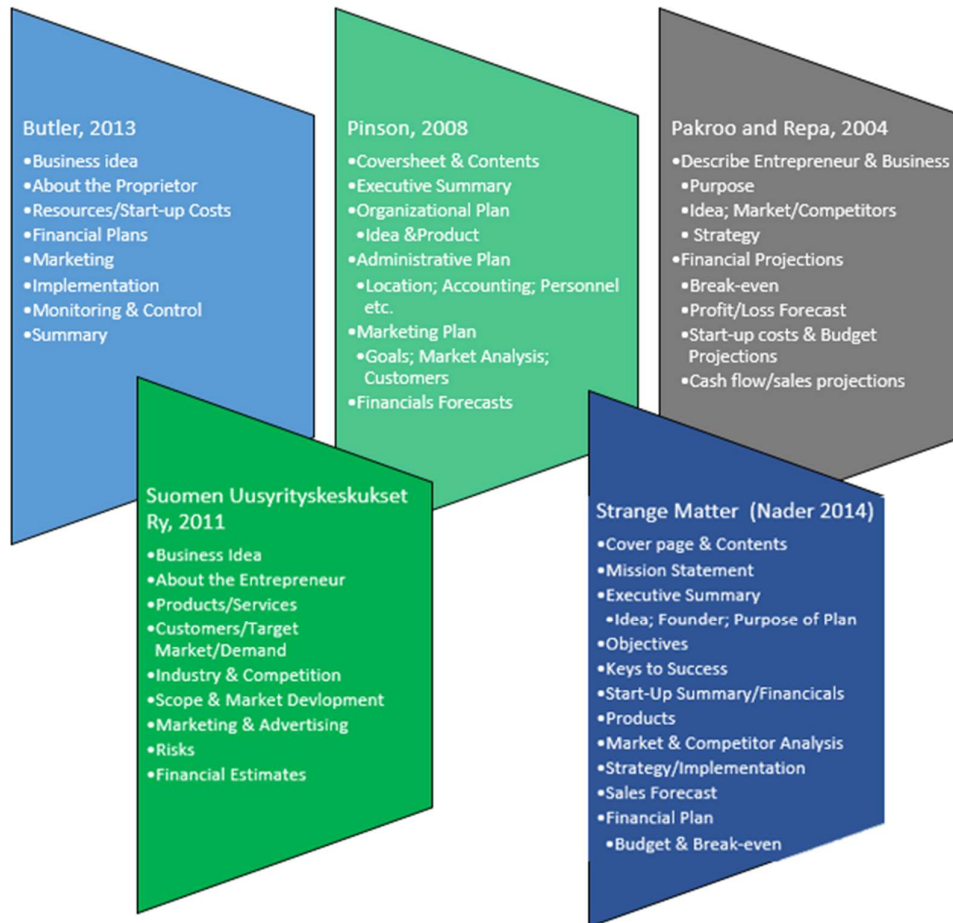 Butler, 2013
•Business idea
•About the Proprietor
•Resources/Start-up Costs
•Financial Plans
•Marketing
•Implementation
•Monitoring & Control
•Summary
Pinson, 2008
•Coversheet & Contents
•Executive Summary
•Organizational Plan
•Idea &Product
•Administrative Plan
•Location; Accounting; Personnel
etc.
•Marketing Plan
•Goals; Market Analysis;
Customers
•Financials Forecasts
Pakroo and Repa, 2004
•Describe Entrepreneur & Business
•Purpose
•Idea; Market/Competitors
• Strategy
•Financial Projections
•Break-even
•Profit/Loss Forecast
•Start-up costs & Budget
Projections
•Cash flow/sales projections
Suomen Uusyrityskeskukset
Ry, 2011
•Business Idea
•About the Entrepreneur
•Products/Services
•Customers/Target
Market/Demand
•Industry & Competition
•Scope & Market Devlopment
•Marketing & Advertising
•Risks
•Financial Estimates
Strange Matter (Nader 2014)
•Cover page & Contents
•Mission Statement
•Executive Summary
•Idea; Founder; Purpose of Plan
•Objectives
•Keys to Success
•Start-Up Summary/Financicals
•Products
•Market & Competitor Analysis
•Strategy/Implementation
•Sales Forecast
•Financial Plan
•Budget & Break-even